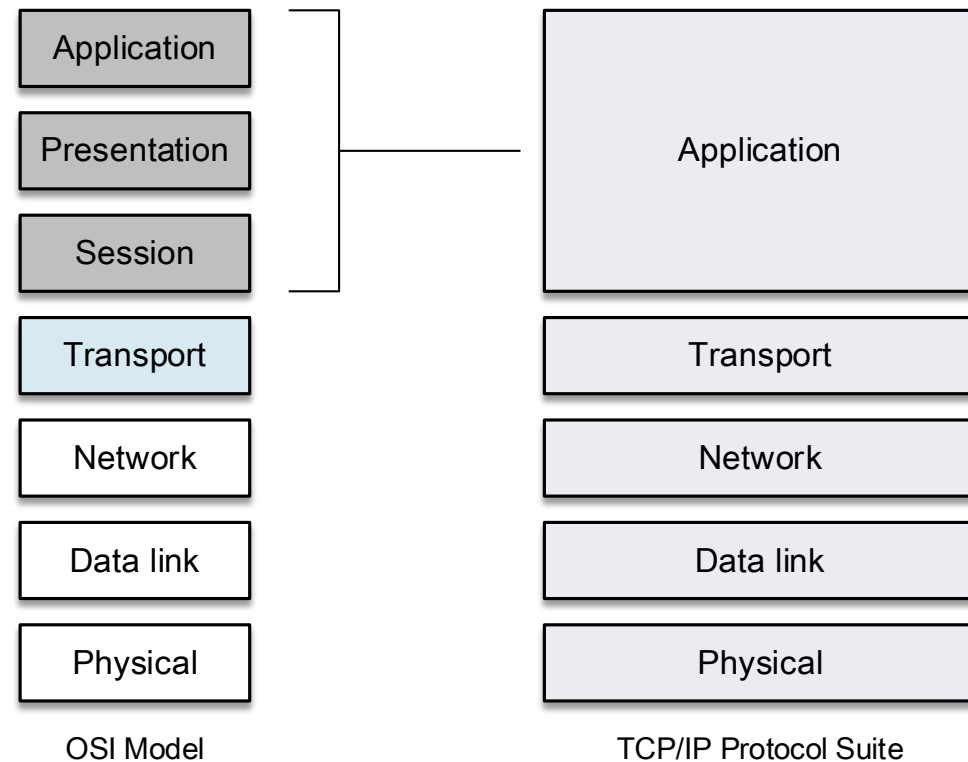 Application
Presentation
Session
Transport
Network
Data link
Physical
OSI Model
Application
Transport
Network
Data link
Physical
TCP/IP Protocol Suite